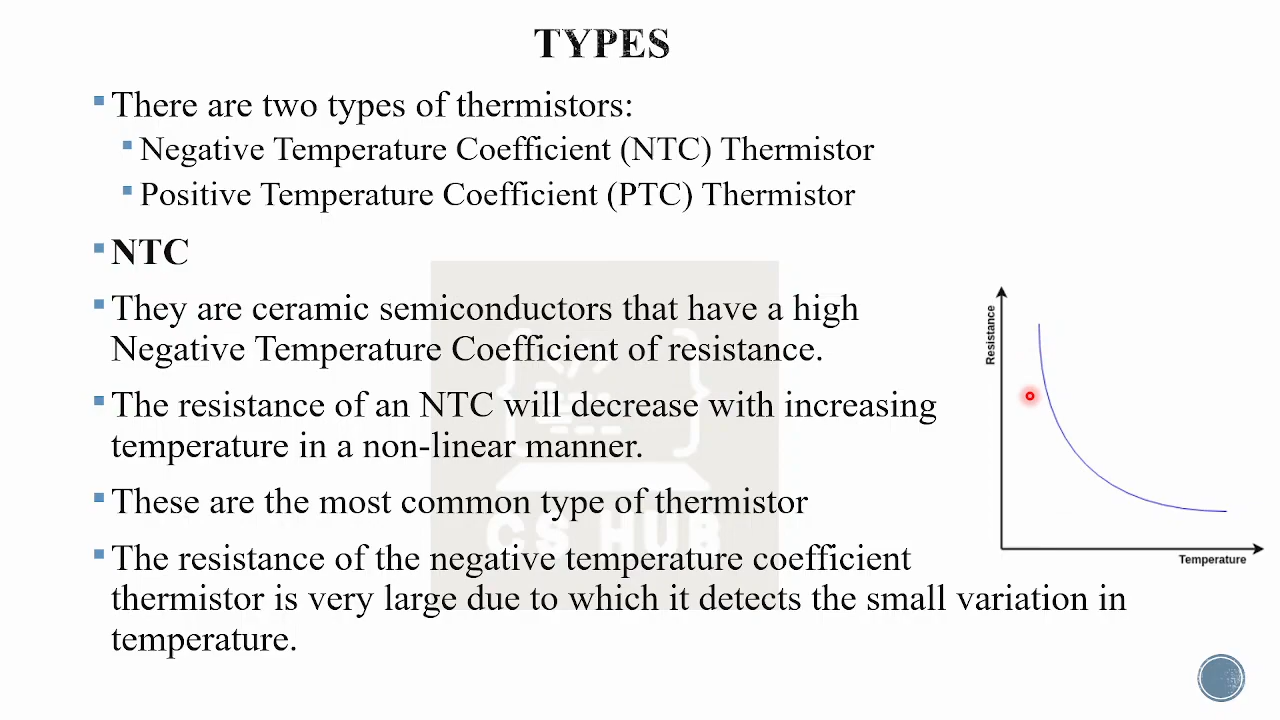 TYPES
There are two types of thermistors:
Negative Temperature Coefficient (NTC) Thermistor
Positive Temperature Coefficient (PTC) Thermistor
NTC
They are ceramic semiconductors that have a high
Negative Temperature Coefficient of resistance.
The resistance of an NTC will decrease with increasing
temperature in a non-linear manner.
These are the most common type of thermistor
The resistance of the negative temperature coefficient
thermistor is very large due to which it detects the small variation in
temperature.
Resistance
Temperature
CS HUB